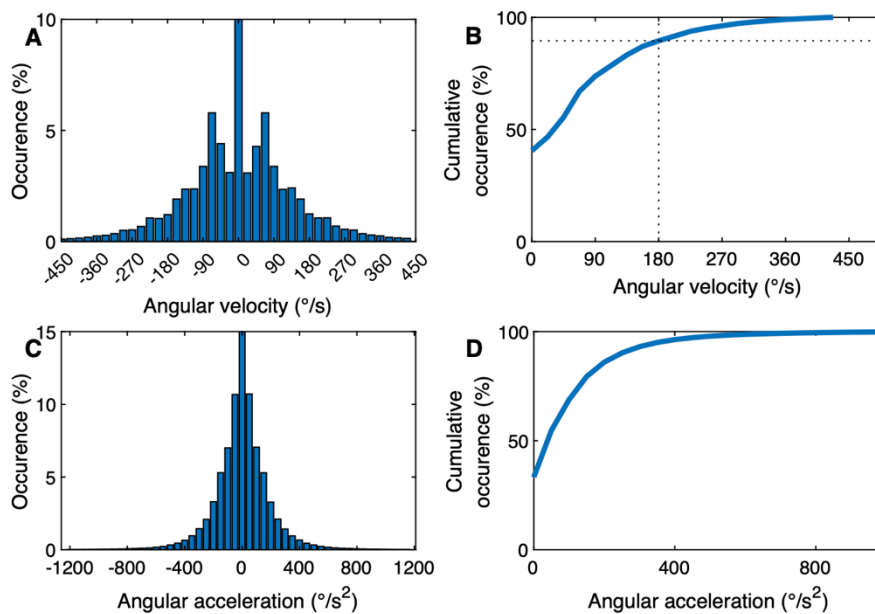 A
10
5
0
Occurence (%)
-450
-360
-270
-180
-90
0
90
180
270
360
450
Angular velocity (°/s)
B
100
50
0
Cumulative
occurence (%)
0 90 180 270 360 450
Angular velocity (°/s)
C
15
10
5
0
Occurence (%)
-1200 -400 0 400 1200
Angular acceleration (°/s²)
D
100
50
0
Cumulative
occurence (%)
0 400 800
Angular acceleration (°/s²)